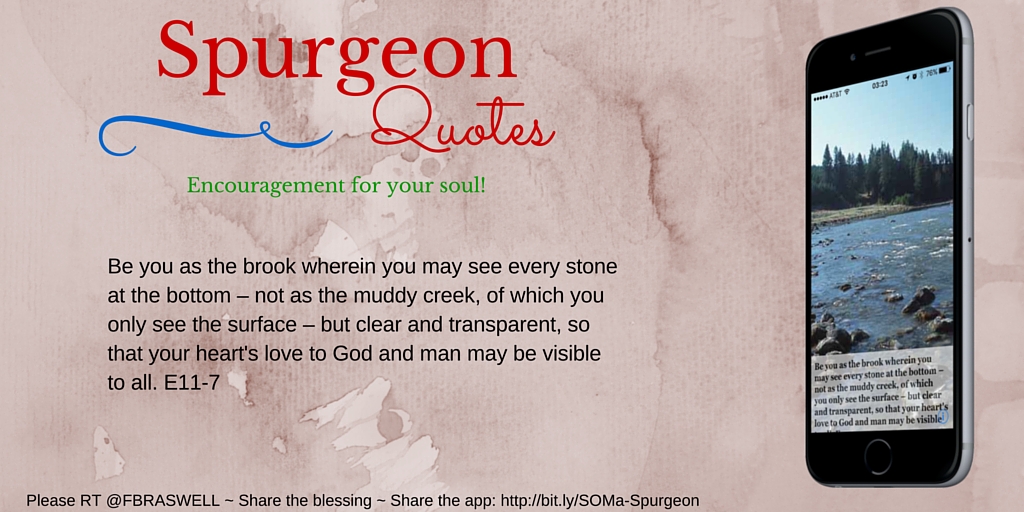 Spurgeon
Quotes
Encouragement for your soul!
Be you as the brook wherein you may see every stone
at the bottom – not as the muddy creek, of which you
only see the surface – but clear and transparent, so
that your heart's love to God and man may be visible
to all. E11-7
Please RT @FBRASWELL ~ Share the blessing ~ Share the app: http://bit.ly/SOMa-Spurgeon
AT&T 03:23 76%
Be you as the brook wherein you
may see every stone at the bottom –
not as the muddy creek, of which
you only see the surface – but clear
and transparent, so that your heart's
love to God and man may be visible